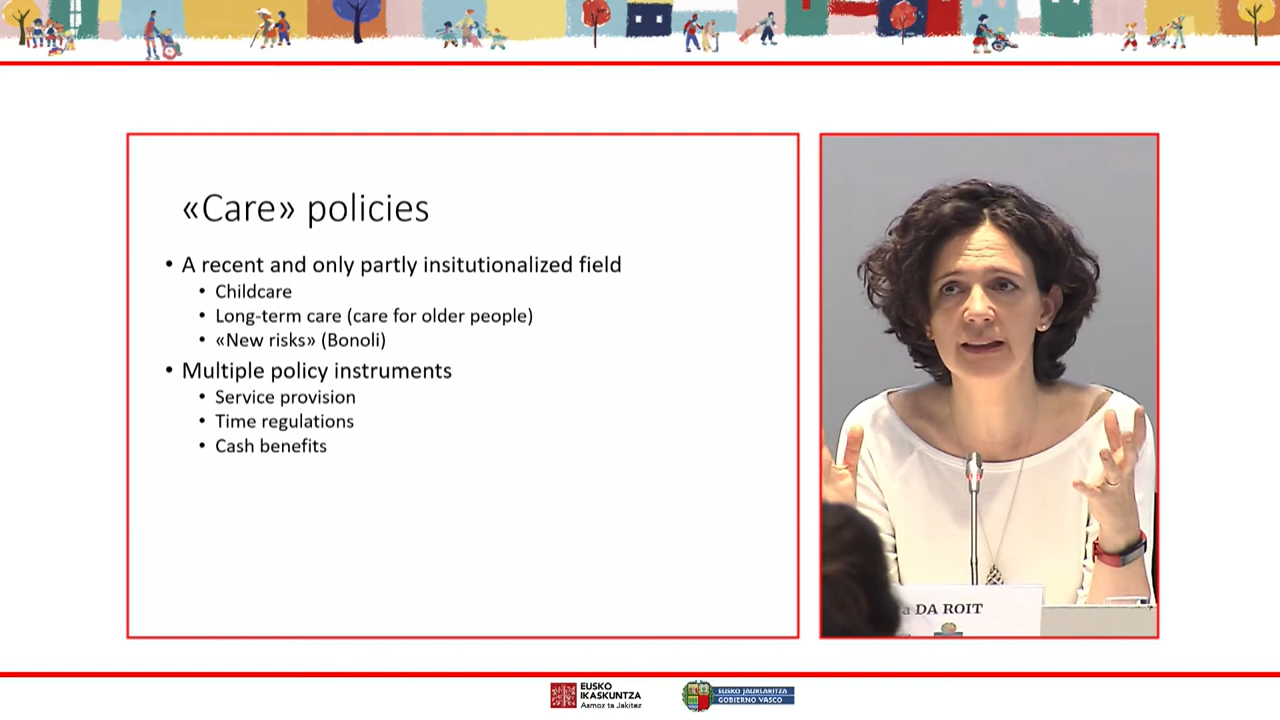 «Care» policies
• A recent and only partly insitutionalized field
• Childcare
• Long-term care (care for older people)
• «New risks» (Bonoli)
• Multiple policy instruments
• Service provision
• Time regulations
• Cash benefits
a DA ROIT
EUSKO
IKASKUNTZA
Asmoz ta Jakitez
EUSKO JAURLARITZA
GOBIERNO VASCO